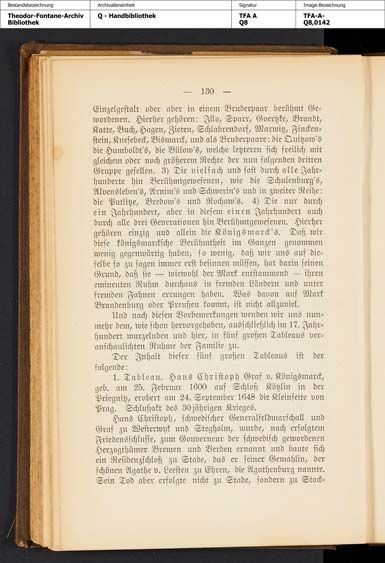 Bestandsbezeichnung Archivalieneinheit Signatur Image-Bezeichnung
Theodor-Fontane-Archiv Q - Handbibliothek TFA A TFA-A-
Bibliothek Q8 Q8,0142
— 130 —
Einzelgestalt oder aber in einem Bruderpaar berühmt Ge-
wordenen. Hierher gehören: Illo, Sparr, Goertzke, Brandt,
Katte, Buch, Hagen, Zieten, Schlabrendorf, Marwitz, Fincken-
stein, Knesebeck, Bismarck, und als Bruderpaare: die Quitzow's
die Humboldt's, die Bülow's, welche letzteren sich freilich mit
gleichem oder noch größerem Rechte der nun folgenden dritten
Gruppe gesellen. 3) Die vielfach und fast durch alle Jahr-
hunderte hin Berühmtgewesenen, wie die Schulenburg's,
Alvensleben's, Arnim's und Schwerin's und in zweiter Reihe:
die Putlitze, Bredow's und Rochow's. 4) Die nur durch
ein Jahrhundert, aber in diesem einen Jahrhundert auch
durch alle drei Generationen hin Berühmtgewesenen. Hierher
gehören einzig und allein die Königsmarck's. Daß wir
diese königsmarckische Berühmtheit im Ganzen genommen
wenig gegenwärtig haben, so wenig, daß wir uns auf die-
selbe so zu sagen immer erst besinnen müssen, hat darin seinen
Grund, daß sie — wiewohl der Mark entstammend — ihren
eminenten Ruhm durchaus in fremden Ländern und unter
fremden Fahnen errungen haben. Was davon auf Mark
Brandenburg oder Preußen kommt, ist nicht allzuviel.
Und nach diesen Vorbemerkungen wenden wir uns nun-
mehr dem, wie schon hervorgehoben, ausschließlich im 17. Jahr-
hundert wurzelnden und hier, in fünf großen Tableaus ver-
anschaulichten Ruhme der Familie zu.
Der Inhalt dieser fünf großen Tableaus ist der
folgende:
1. Tableau. Hans Christoph Graf v. Königsmarck,
geb. am 25. Februar 1600 auf Schloß Kötzlin in der
Priegnitz, erobert am 24. September 1648 die Kleinseite von
Prag. Schlußakt des 30jährigen Krieges.
Hans Christoph, schwedischer Generalfeldmarschall und
Graf zu Westerwyk und Stegholm, wurde, nach erfolgtem
Friedensschlusse, zum Gouverneur der schwedisch gewordenen
Herzogthümer Bremen und Verden ernannt und baute sich
ein Residenzschloß zu Stade, das er seiner Gemahlin, der
schönen Agathe v. Leesten zu Ehren, die Agathenburg nannte.
Sein Tod aber erfolgte nicht zu Stade, sondern zu Stock-